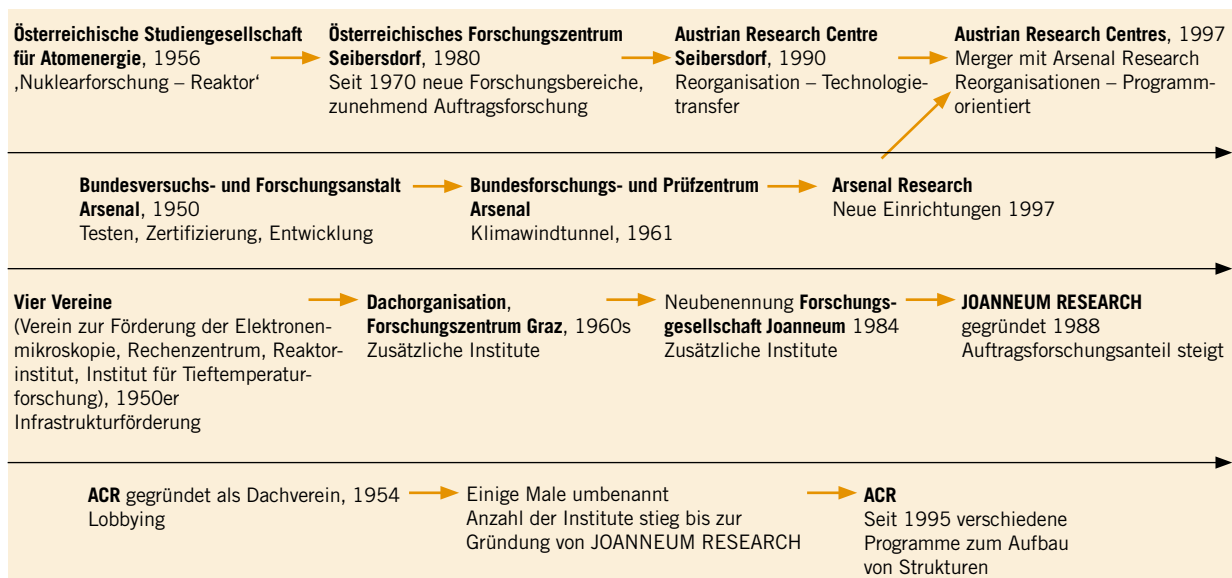 Österreichische Studiengesellschaft
für Atomenergie, 1956
‚Nuklearforschung – Reaktor‘
Österreichisches Forschungszentrum
Seibersdorf, 1980
Seit 1970 neue Forschungsbereiche,
zunehmend Auftragsforschung
Austrian Research Centre
Seibersdorf, 1990
Reorganisation – Technologie-
transfer
Austrian Research Centres, 1997
Merger mit Arsenal Research
Reorganisationen – Programm-
orientiert
Bundesversuchs- und Forschungsanstalt
Arsenal, 1950
Testen, Zertifizierung, Entwicklung
Bundesforschungs- und Prüfzentrum
Arsenal
Klimawindtunnel, 1961
Arsenal Research
Neue Einrichtungen 1997
Vier Vereine
(Verein zur Förderung der Elektronen-
mikroskopie, Rechenzentrum, Reaktor-
institut, Institut für Tieftemperatur-
forschung), 1950er
Infrastrukturförderung
Dachorganisation,
Forschungszentrum Graz, 1960s
Zusätzliche Institute
Neubenennung Forschungs-
gesellschaft Joanneum 1984
Zusätzliche Institute
JOANNEUM RESEARCH
gegründet 1988
Auftragsforschungsanteil steigt
ACR gegründet als Dachverein, 1954
Lobbying
Einige Male umbenannt
Anzahl der Institute stieg bis zur
Gründung von JOANNEUM RESEARCH
ACR
Seit 1995 verschiedene
Programme zum Aufbau
von Strukturen